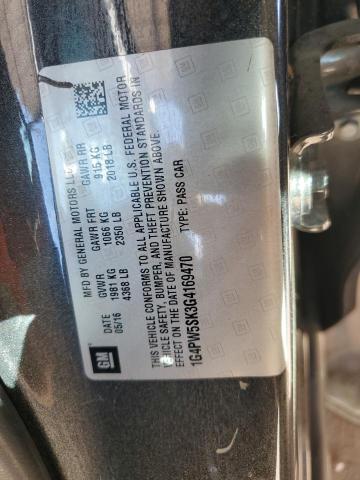 GM
MFD BY GENERAL MOTORS LLC
DATE GVWR GAWR FRT GAWR RR
05/16 1981 KG 1066 KG 915 KG
4368 LB 2350 LB 2018 LB
THIS VEHICLE CONFORMS TO ALL APPLICABLE U.S. FEDERAL MOTOR
VEHICLE SAFETY, BUMPER, AND THEFT PREVENTION STANDARDS IN
EFFECT ON THE DATE OF MANUFACTURE SHOWN ABOVE.
1G4PW5SK3G4169470 TYPE: PASS CAR